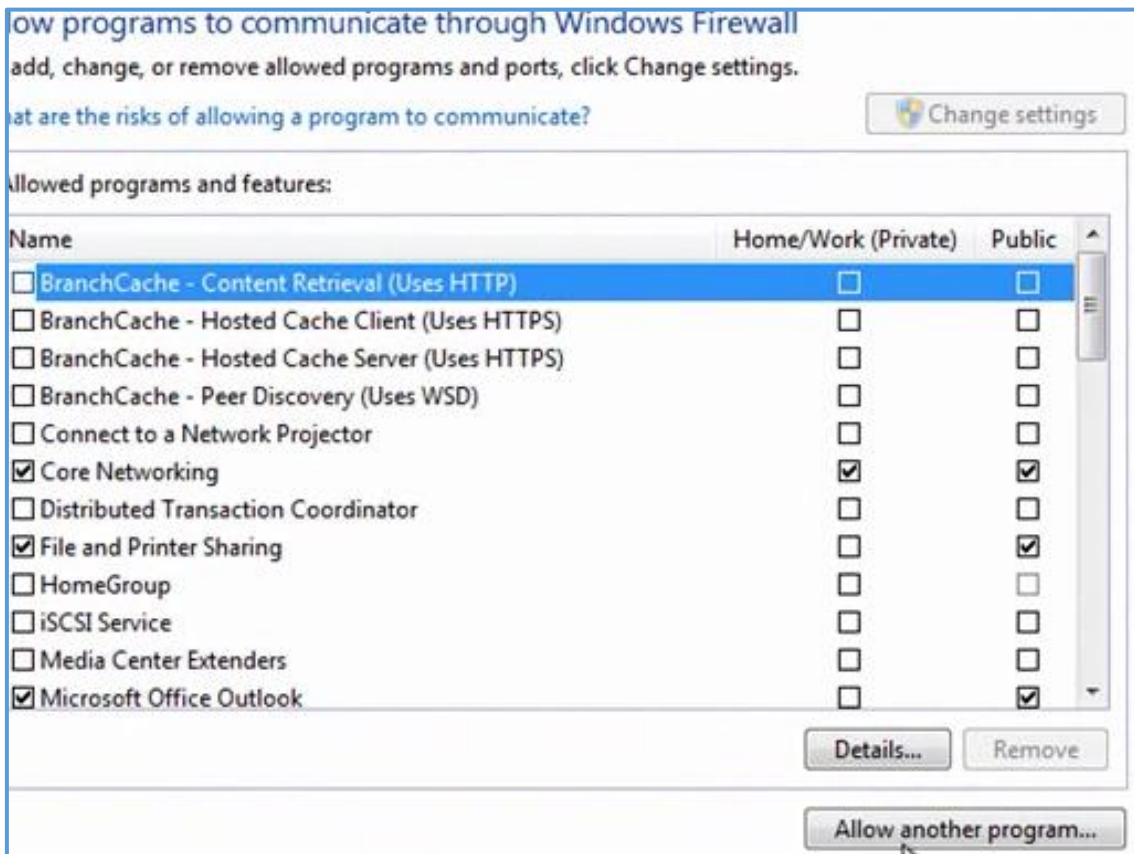 low programs to communicate through Windows Firewall
add, change, or remove allowed programs and ports, click Change settings.
at are the risks of allowing a program to communicate?
Change settings
Allowed programs and features:
Name Home/Work (Private) Public
BranchCache - Content Retrieval (Uses HTTP)
BranchCache - Hosted Cache Client (Uses HTTPS)
BranchCache - Hosted Cache Server (Uses HTTPS)
BranchCache - Peer Discovery (Uses WSD)
Connect to a Network Projector
Core Networking
Distributed Transaction Coordinator
File and Printer Sharing
HomeGroup
iSCSI Service
Media Center Extenders
Microsoft Office Outlook
Details... Remove
Allow another program...